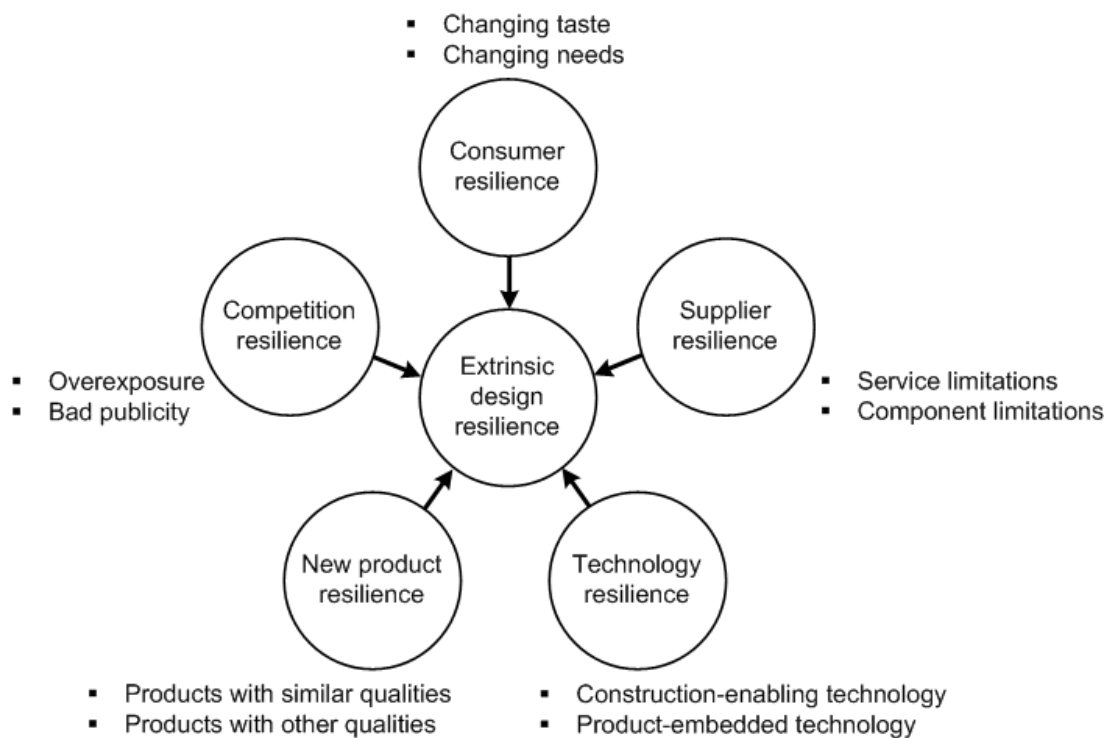 ▪ Changing taste
▪ Changing needs
Consumer
resilience
Competition
resilience
Supplier
resilience
Extrinsic
design
resilience
▪ Overexposure
▪ Bad publicity
▪ Service limitations
▪ Component limitations
New product
resilience
Technology
resilience
▪ Products with similar qualities
▪ Products with other qualities
▪ Construction-enabling technology
▪ Product-embedded technology